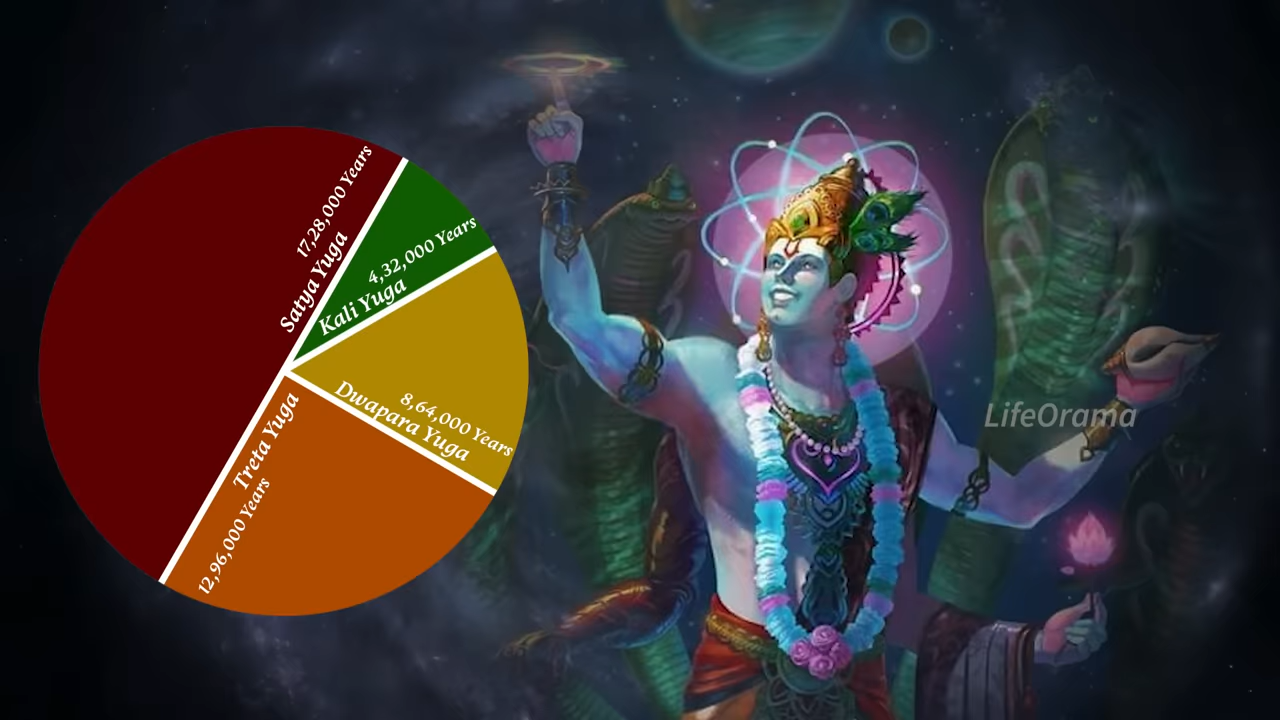 17,28,000 Years
Satya Yuga
4,32,000 Years
Kali Yuga
8,64,000 Years
Dwapara Yuga
Treta Yuga
12,96,000 Years
LifeOrama